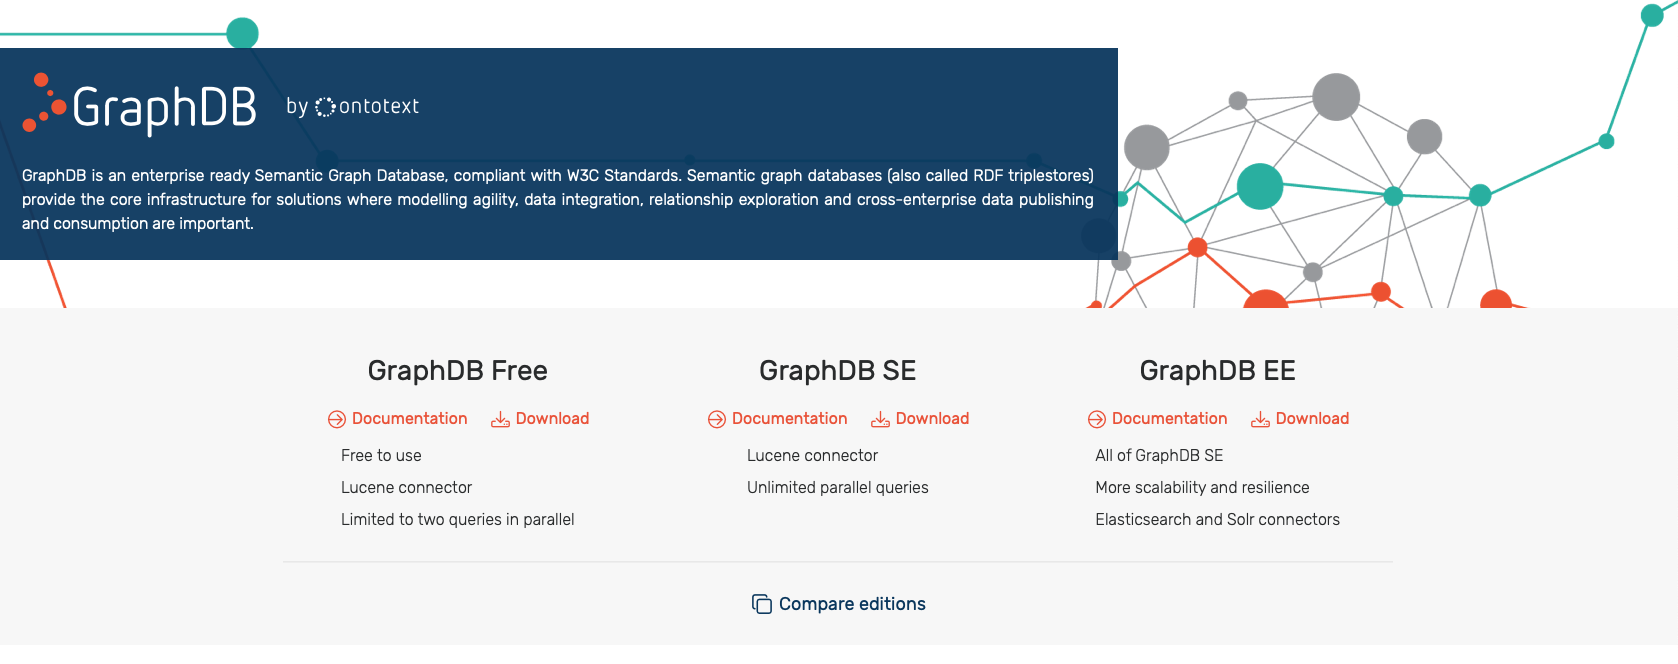 GraphDB by ontotext
GraphDB is an enterprise ready Semantic Graph Database, compliant with W3C Standards. Semantic graph databases (also called RDF triplestores)
provide the core infrastructure for solutions where modelling agility, data integration, relationship exploration and cross-enterprise data publishing
and consumption are important.
GraphDB Free
Documentation Download
Free to use
Lucene connector
Limited to two queries in parallel
GraphDB SE
Documentation Download
Lucene connector
Unlimited parallel queries
GraphDB EE
Documentation Download
All of GraphDB SE
More scalability and resilience
Elasticsearch and Solr connectors
Compare editions